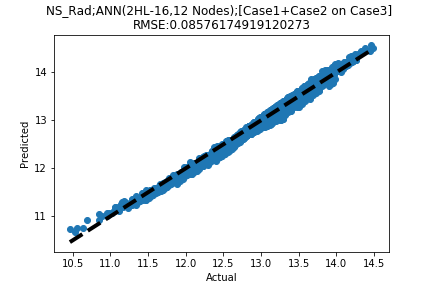 NS_Rad;ANN(2HL-16,12 Nodes);[Case1+Case2 on Case3]
RMSE:0.08576174919120273
14
13
12
11
Predicted
10.5 11.0 11.5 12.0 12.5 13.0 13.5 14.0 14.5
Actual